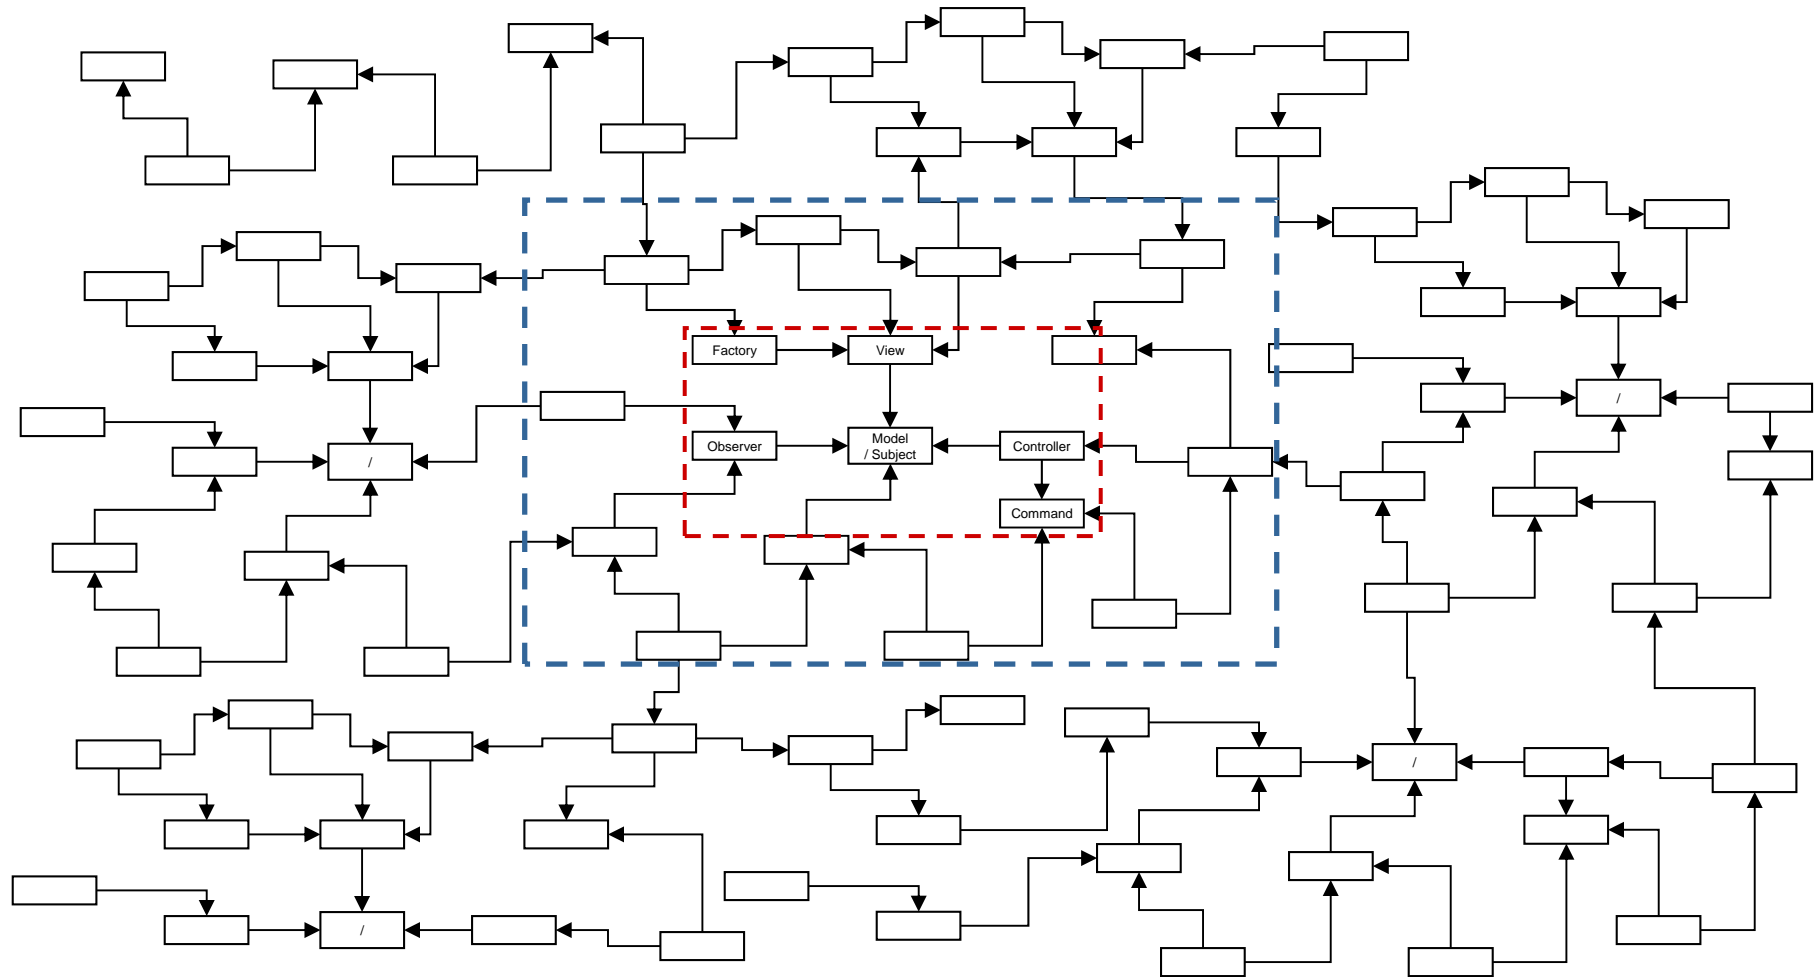 Factory
View
/
Observer
Model
/ Subject
Controller
/
Command
/
/